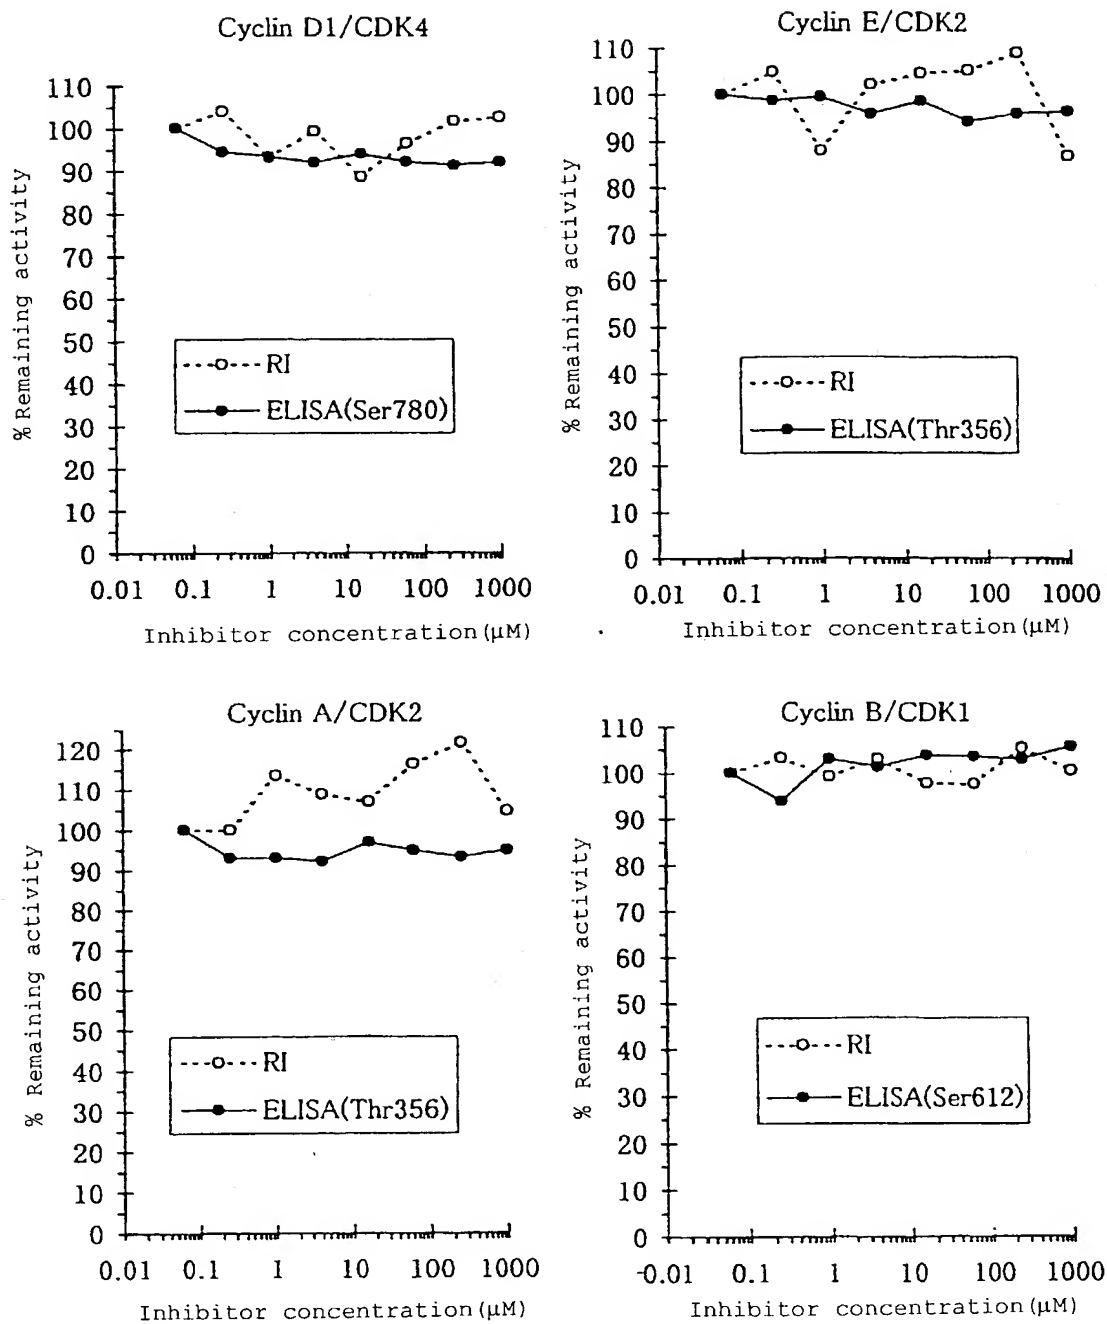 Cyclin D1/CDK4
110
100
90
80
70
60
50
40
30
20
10
0
% Remaining activity
RI
ELISA(Ser780)
0.01 0.1 1 10 100 1000
Inhibitor concentration(μM)
Cyclin E/CDK2
110
100
90
80
70
60
50
40
30
20
10
0
% Remaining activity
RI
ELISA(Thr356)
0.01 0.1 1 10 100 1000
Inhibitor concentration(μM)
Cyclin A/CDK2
120
110
100
90
80
70
60
50
40
30
20
10
0
% Remaining activity
RI
ELISA(Thr356)
0.01 0.1 1 10 100 1000
Inhibitor concentration(μM)
Cyclin B/CDK1
110
100
90
80
70
60
50
40
30
20
10
0
% Remaining activity
RI
ELISA(Ser612)
-0.01 0.1 1 10 100 1000
Inhibitor concentration(μM)